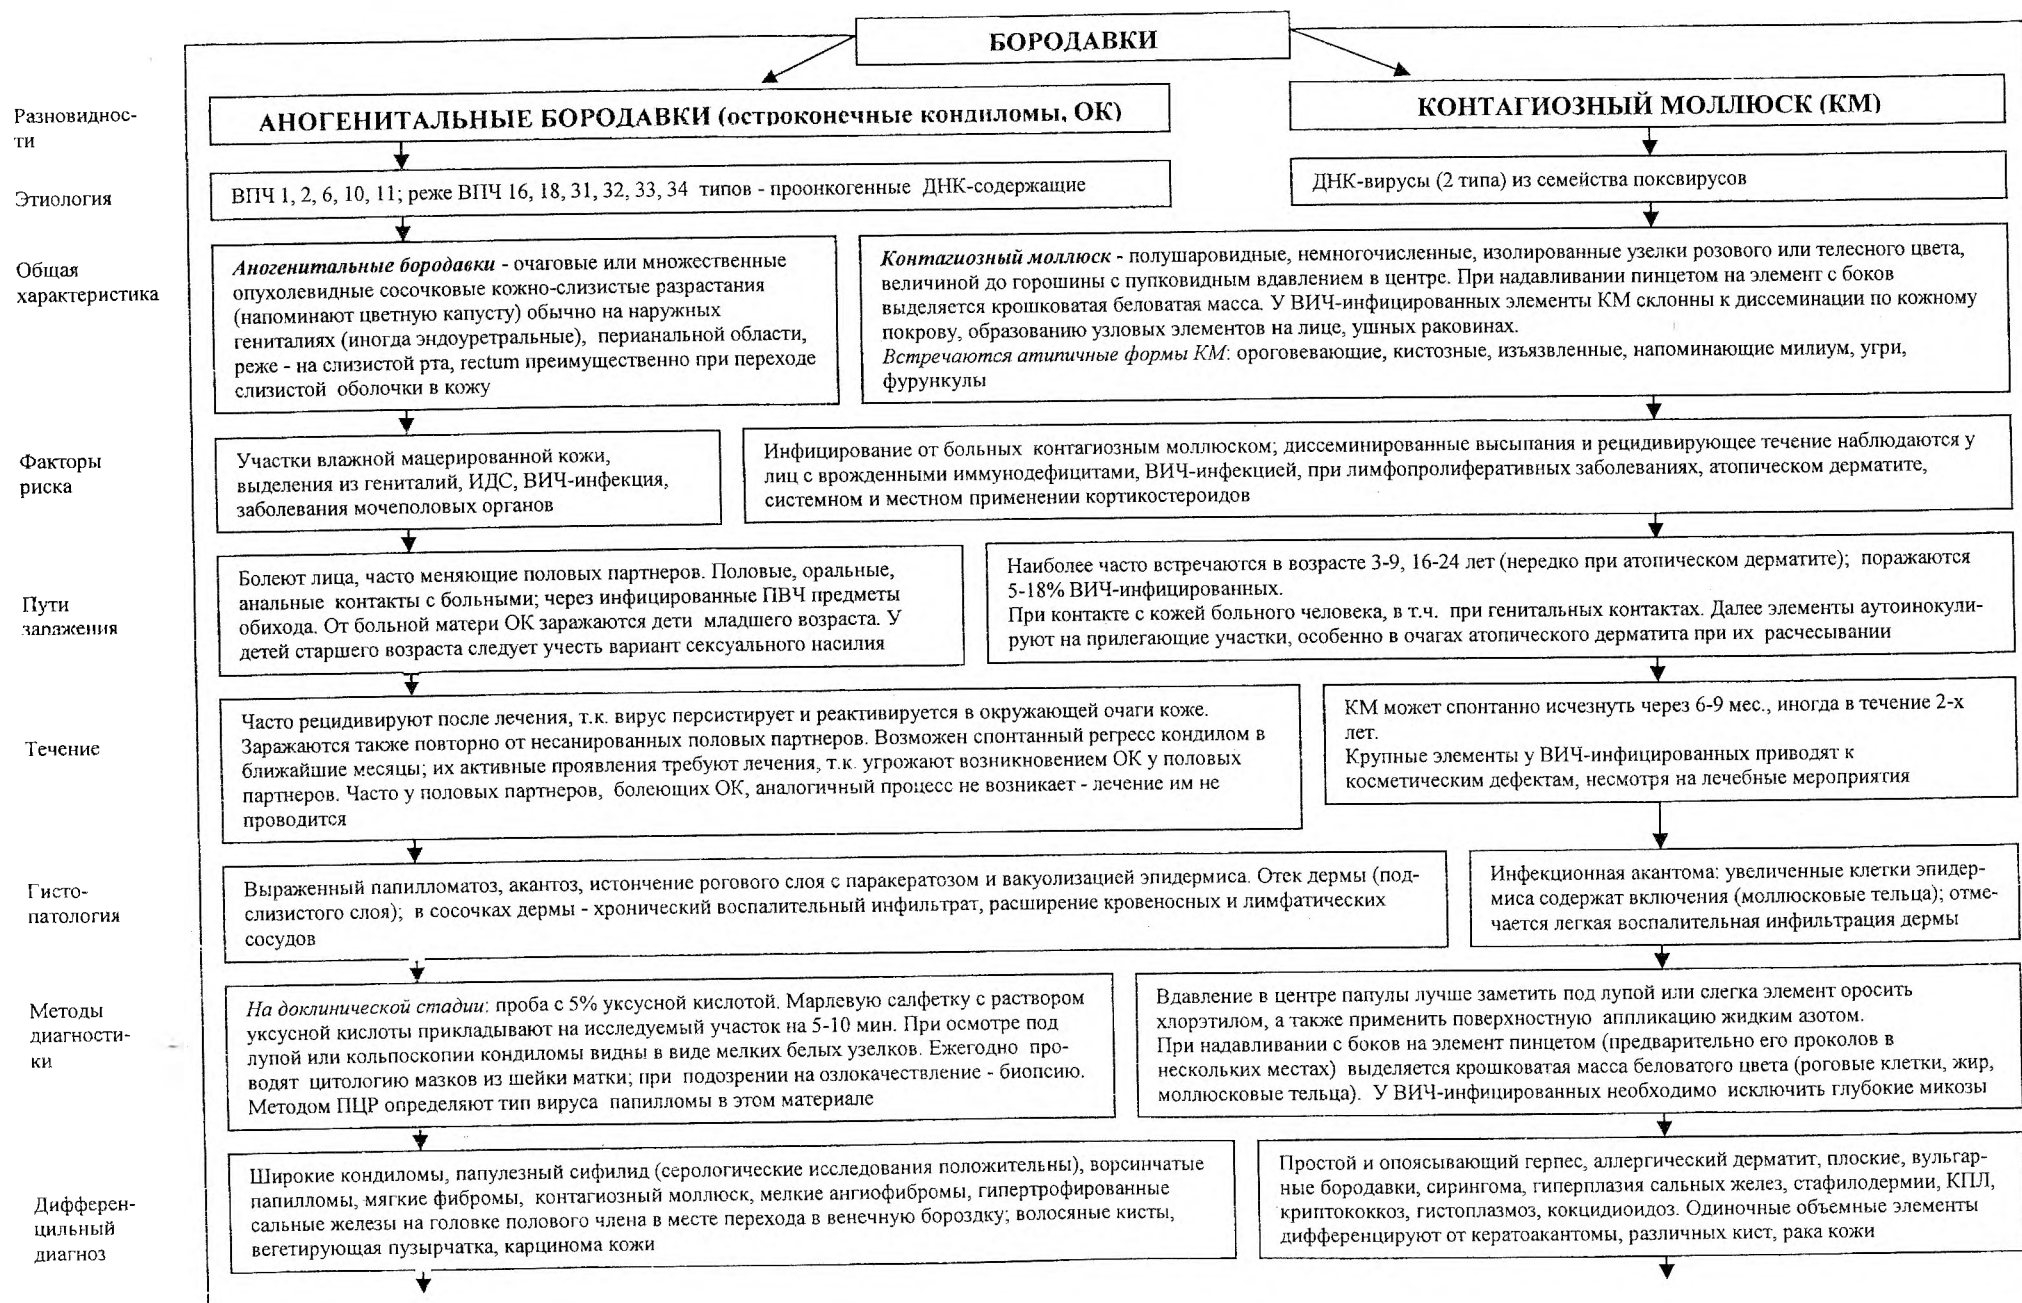 БОРОДАВКИ
Разновиднос-
ти
АНОГЕНИТАЛЬНЫЕ БОРОДАВКИ (остроконечные кондиломы, ОК)
КОНТАГИОЗНЫЙ МОЛЛЮСК (КМ)
Этиология
ВПЧ 1, 2, 6, 10, 11; реже ВПЧ 16, 18, 31, 32, 33, 34 типов - проонкогенные ДНК-содержащие
ДНК-вирусы (2 типа) из семейства поксвирусов
Общая
характеристика
Аногенитальные бородавки - очаговые или множественные
опухолевидные сосочковые кожно-слизистые разрастания
(напоминают цветную капусту) обычно на наружных
гениталиях (иногда эндоуретральные), перианальной области,
реже - на слизистой рта, rectum преимущественно при переходе
слизистой оболочки в кожу
Контагиозный моллюск - полушаровидные, немногочисленные, изолированные узелки розового или телесного цвета,
величиной до горошины с пупковидным вдавлением в центре. При надавливании пинцетом на элемент с боков
выделяется крошковатая беловатая масса. У ВИЧ-инфицированных элементы КМ склонны к диссеминации по кожному
покрову, образованию узловых элементов на лице, ушных раковинах.
Встречаются атипичные формы КМ: ороговевающие, кистозные, изъязвленные, напоминающие милиум, угри,
фурункулы
Факторы
риска
Участки влажной мацерированной кожи,
выделения из гениталий, ИДС, ВИЧ-инфекция,
заболевания мочеполовых органов
Инфицирование от больных контагиозным моллюском; диссеминированные высыпания и рецидивирующее течение наблюдаются у
лиц с врожденными иммунодефицитами, ВИЧ-инфекцией, при лимфопролиферативных заболеваниях, атопическом дерматите,
системном и местном применении кортикостероидов
Пути
заражения
Болеют лица, часто меняющие половых партнеров. Половые, оральные,
анальные контакты с больными; через инфицированные ПВЧ предметы
обихода. От больной матери ОК заражаются дети младшего возраста. У
детей старшего возраста следует учесть вариант сексуального насилия
Наиболее часто встречаются в возрасте 3-9, 16-24 лет (нередко при атопическом дерматите); поражаются
5-18% ВИЧ-инфицированных.
При контакте с кожей больного человека, в т.ч. при генитальных контактах. Далее элементы аутоинокули-
руют на прилегающие участки, особенно в очагах атопического дерматита при их расчесывании
Течение
Часто рецидивируют после лечения, т.к. вирус персистирует и реактивируется в окружающей очаги коже.
Заражаются также повторно от несанированных половых партнеров. Возможен спонтанный регресс кондилом в
ближайшие месяцы; их активные проявления требуют лечения, т.к. угрожают возникновением ОК у половых
партнеров. Часто у половых партнеров, болеющих ОК, аналогичный процесс не возникает - лечение им не
проводится
КМ может спонтанно исчезнуть через 6-9 мес., иногда в течение 2-х
лет.
Крупные элементы у ВИЧ-инфицированных приводят к
косметическим дефектам, несмотря на лечебные мероприятия
Гисто-
патология
Выраженный папилломатоз, акантоз, истончение рогового слоя с паракератозом и вакуолизацией эпидермиса. Отек дермы (под-
слизистого слоя); в сосочках дермы - хронический воспалительный инфильтрат, расширение кровеносных и лимфатических
сосудов
Инфекционная акантома: увеличенные клетки эпидер-
миса содержат включения (моллюсковые тельца); отме-
чается легкая воспалительная инфильтрация дермы
Методы
диагности-
ки
На доклинической стадии: проба с 5% уксусной кислотой. Марлевую салфетку с раствором
уксусной кислоты прикладывают на исследуемый участок на 5-10 мин. При осмотре под
лупой или кольпоскопии кондиломы видны в виде мелких белых узелков. Ежегодно про-
водят цитологию мазков из шейки матки; при подозрении на озлокачествление - биопсию.
Методом ПЦР определяют тип вируса папилломы в этом материале
Вдавление в центре папулы лучше заметить под лупой или слегка элемент оросить
хлорэтилом, а также применить поверхностную аппликацию жидким азотом.
При надавливании с боков на элемент пинцетом (предварительно его проколов в
нескольких местах) выделяется крошковатая масса беловатого цвета (роговые клетки, жир,
моллюсковые тельца). У ВИЧ-инфицированных необходимо исключить глубокие микозы
Дифферен-
цильный
диагноз
Широкие кондиломы, папулезный сифилид (серологические исследования положительны), ворсинчатые
папилломы, мягкие фибромы, контагиозный моллюск, мелкие ангиофибромы, гипертрофированные
сальные железы на головке полового члена в месте перехода в венечную бороздку; волосяные кисты,
вегетирующая пузырчатка, карцинома кожи
Простой и опоясывающий герпес, аллергический дерматит, плоские, вульгар-
ные бородавки, сирингома, гиперплазия сальных желез, стафилодермии, КПЛ,
криптококкоз, гистоплазмоз, кокцидиоидоз. Одиночные объемные элементы
дифференцируют от кератоакантомы, различных кист, рака кожи